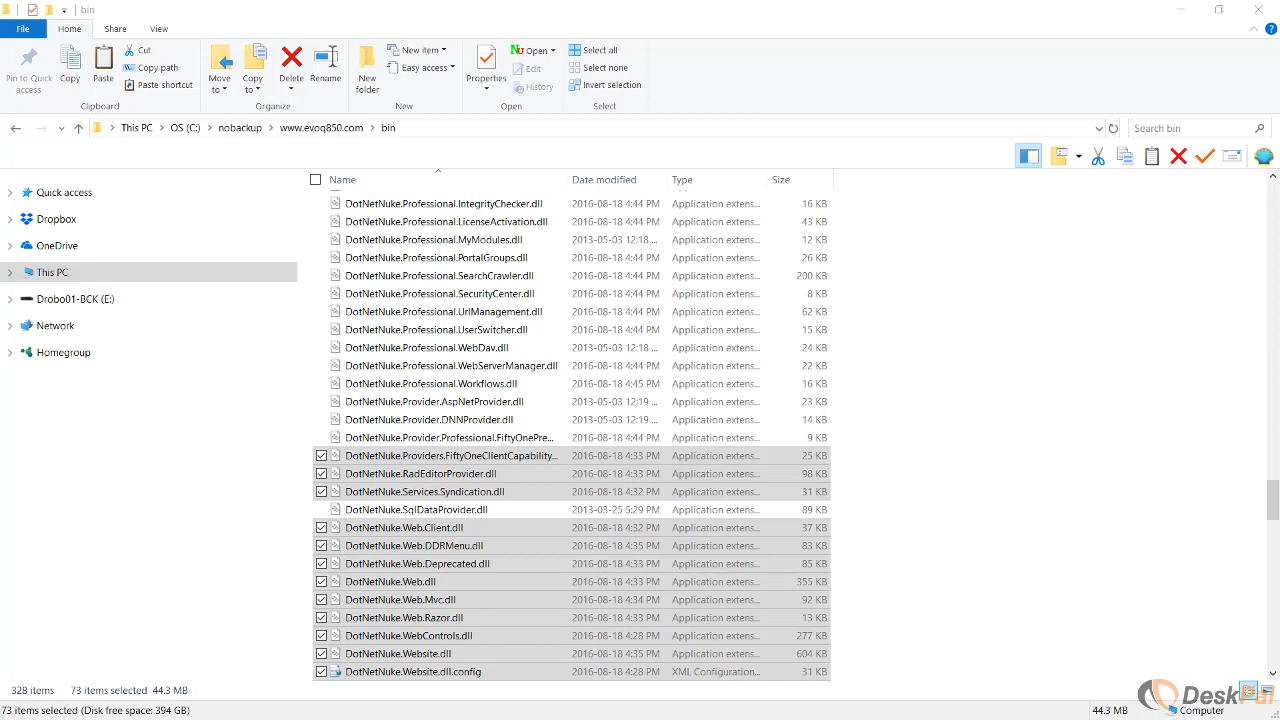 bin
File Home Share View
Pin to Quick access
Copy
Paste
Cut
Copy path
Paste shortcut
Clipboard
Move to
Copy to
Delete
Rename
Organize
New folder
New item
Easy access
New
Properties
Open
Edit
History
Open
Select all
Select none
Invert selection
Select
This PC OS (C:) nobackup www.evoq850.com bin
Search bin
Quick access
Dropbox
OneDrive
This PC
Drobo01-BCK (E:)
Network
Homegroup
Name Date modified Type Size
DotNetNuke.Professional.IntegrityChecker.dll 2016-08-18 4:44 PM Application extens... 16 KB
DotNetNuke.Professional.LicenseActivation.dll 2016-08-18 4:44 PM Application extens... 43 KB
DotNetNuke.Professional.MyModules.dll 2013-05-03 12:18 ... Application extens... 12 KB
DotNetNuke.Professional.PortalGroups.dll 2016-08-18 4:44 PM Application extens... 26 KB
DotNetNuke.Professional.SearchCrawler.dll 2016-08-18 4:44 PM Application extens... 200 KB
DotNetNuke.Professional.SecurityCenter.dll 2016-08-18 4:44 PM Application extens... 8 KB
DotNetNuke.Professional.UrlManagement.dll 2016-08-18 4:44 PM Application extens... 62 KB
DotNetNuke.Professional.UserSwitcher.dll 2016-08-18 4:44 PM Application extens... 15 KB
DotNetNuke.Professional.WebDav.dll 2013-05-03 12:18 ... Application extens... 24 KB
DotNetNuke.Professional.WebServerManager.dll 2016-08-18 4:44 PM Application extens... 22 KB
DotNetNuke.Professional.Workflows.dll 2016-08-18 4:45 PM Application extens... 16 KB
DotNetNuke.Provider.AspNetProvider.dll 2013-05-03 12:19 ... Application extens... 23 KB
DotNetNuke.Provider.DNNProvider.dll 2013-05-03 12:19 ... Application extens... 14 KB
DotNetNuke.Provider.Professional.FiftyOnePre... 2016-08-18 4:44 PM Application extens... 9 KB
DotNetNuke.Providers.FiftyOneClientCapability... 2016-08-18 4:33 PM Application extens... 25 KB
DotNetNuke.RadEditorProvider.dll 2016-08-18 4:33 PM Application extens... 98 KB
DotNetNuke.Services.Syndication.dll 2016-08-18 4:32 PM Application extens... 31 KB
DotNetNuke.SqlDataProvider.dll 2013-03-25 5:29 PM Application extens... 89 KB
DotNetNuke.Web.Client.dll 2016-08-18 4:32 PM Application extens... 37 KB
DotNetNuke.Web.DDRMenu.dll 2016-08-18 4:35 PM Application extens... 83 KB
DotNetNuke.Web.Deprecated.dll 2016-08-18 4:33 PM Application extens... 85 KB
DotNetNuke.Web.dll 2016-08-18 4:33 PM Application extens... 355 KB
DotNetNuke.Web.Mvc.dll 2016-08-18 4:34 PM Application extens... 92 KB
DotNetNuke.Web.Razor.dll 2016-08-18 4:33 PM Application extens... 13 KB
DotNetNuke.WebControls.dll 2016-08-18 4:28 PM Application extens... 277 KB
DotNetNuke.Website.dll 2016-08-18 4:35 PM Application extens... 604 KB
DotNetNuke.Website.dll.config 2016-08-18 4:28 PM XML Configuration... 31 KB
328 items 73 items selected 44.3 MB
DeskPal
73 items selected (Disk free space: 394 GB) 44.3 MB Computer